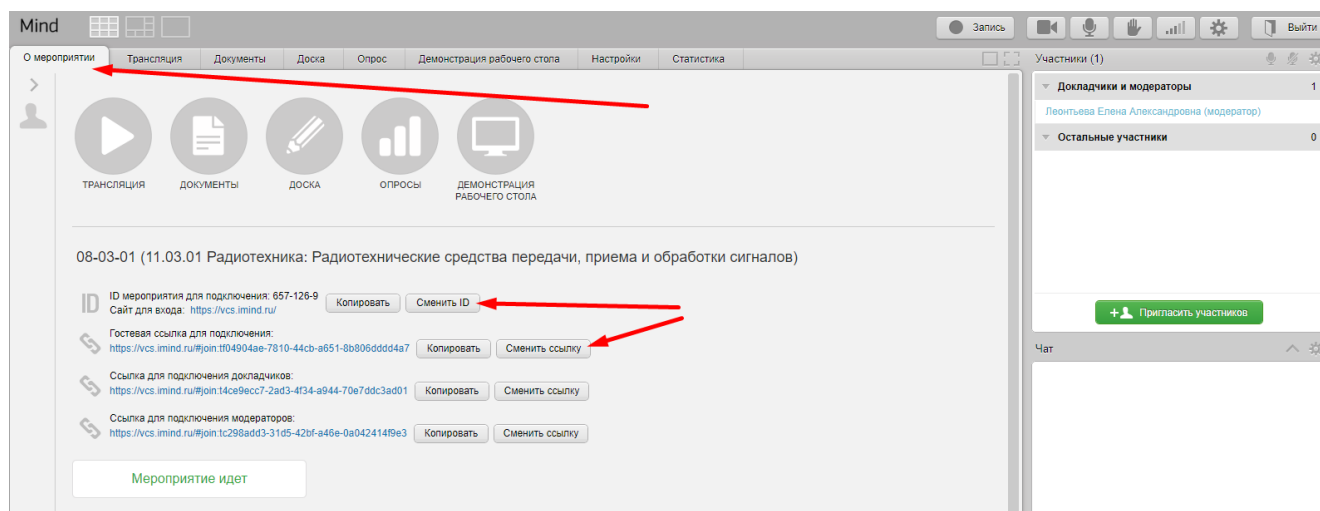 Mind
Запись
Выйти
О мероприятии
Трансляция
Документы
Доска
Опрос
Демонстрация рабочего стола
Настройки
Статистика
ТРАНСЛЯЦИЯ
ДОКУМЕНТЫ
ДОСКА
ОПРОСЫ
ДЕМОНСТРАЦИЯ
РАБОЧЕГО СТОЛА
08-03-01 (11.03.01 Радиотехника: Радиотехнические средства передачи, приема и обработки сигналов)
ID
ID мероприятия для подключения: 657-126-9
Копировать
Сменить ID
Сайт для входа: https://vcs.imind.ru/
Гостевая ссылка для подключения:
https://vcs.imind.ru/#join:tf04904ae-7810-44cb-a651-8b806dddd4a7
Копировать
Сменить ссылку
Ссылка для подключения докладчиков:
https://vcs.imind.ru/#join:t4ce9ecc7-2ad3-4f34-a944-70e7ddc3ad01
Копировать
Сменить ссылку
Ссылка для подключения модераторов:
https://vcs.imind.ru/#join:tc298add3-31d5-42bf-a46e-0a042414f9e3
Копировать
Сменить ссылку
Мероприятие идет
Участники (1)
Докладчики и модераторы 1
Леонтьева Елена Александровна (модератор)
Остальные участники 0
Пригласить участников
Чат